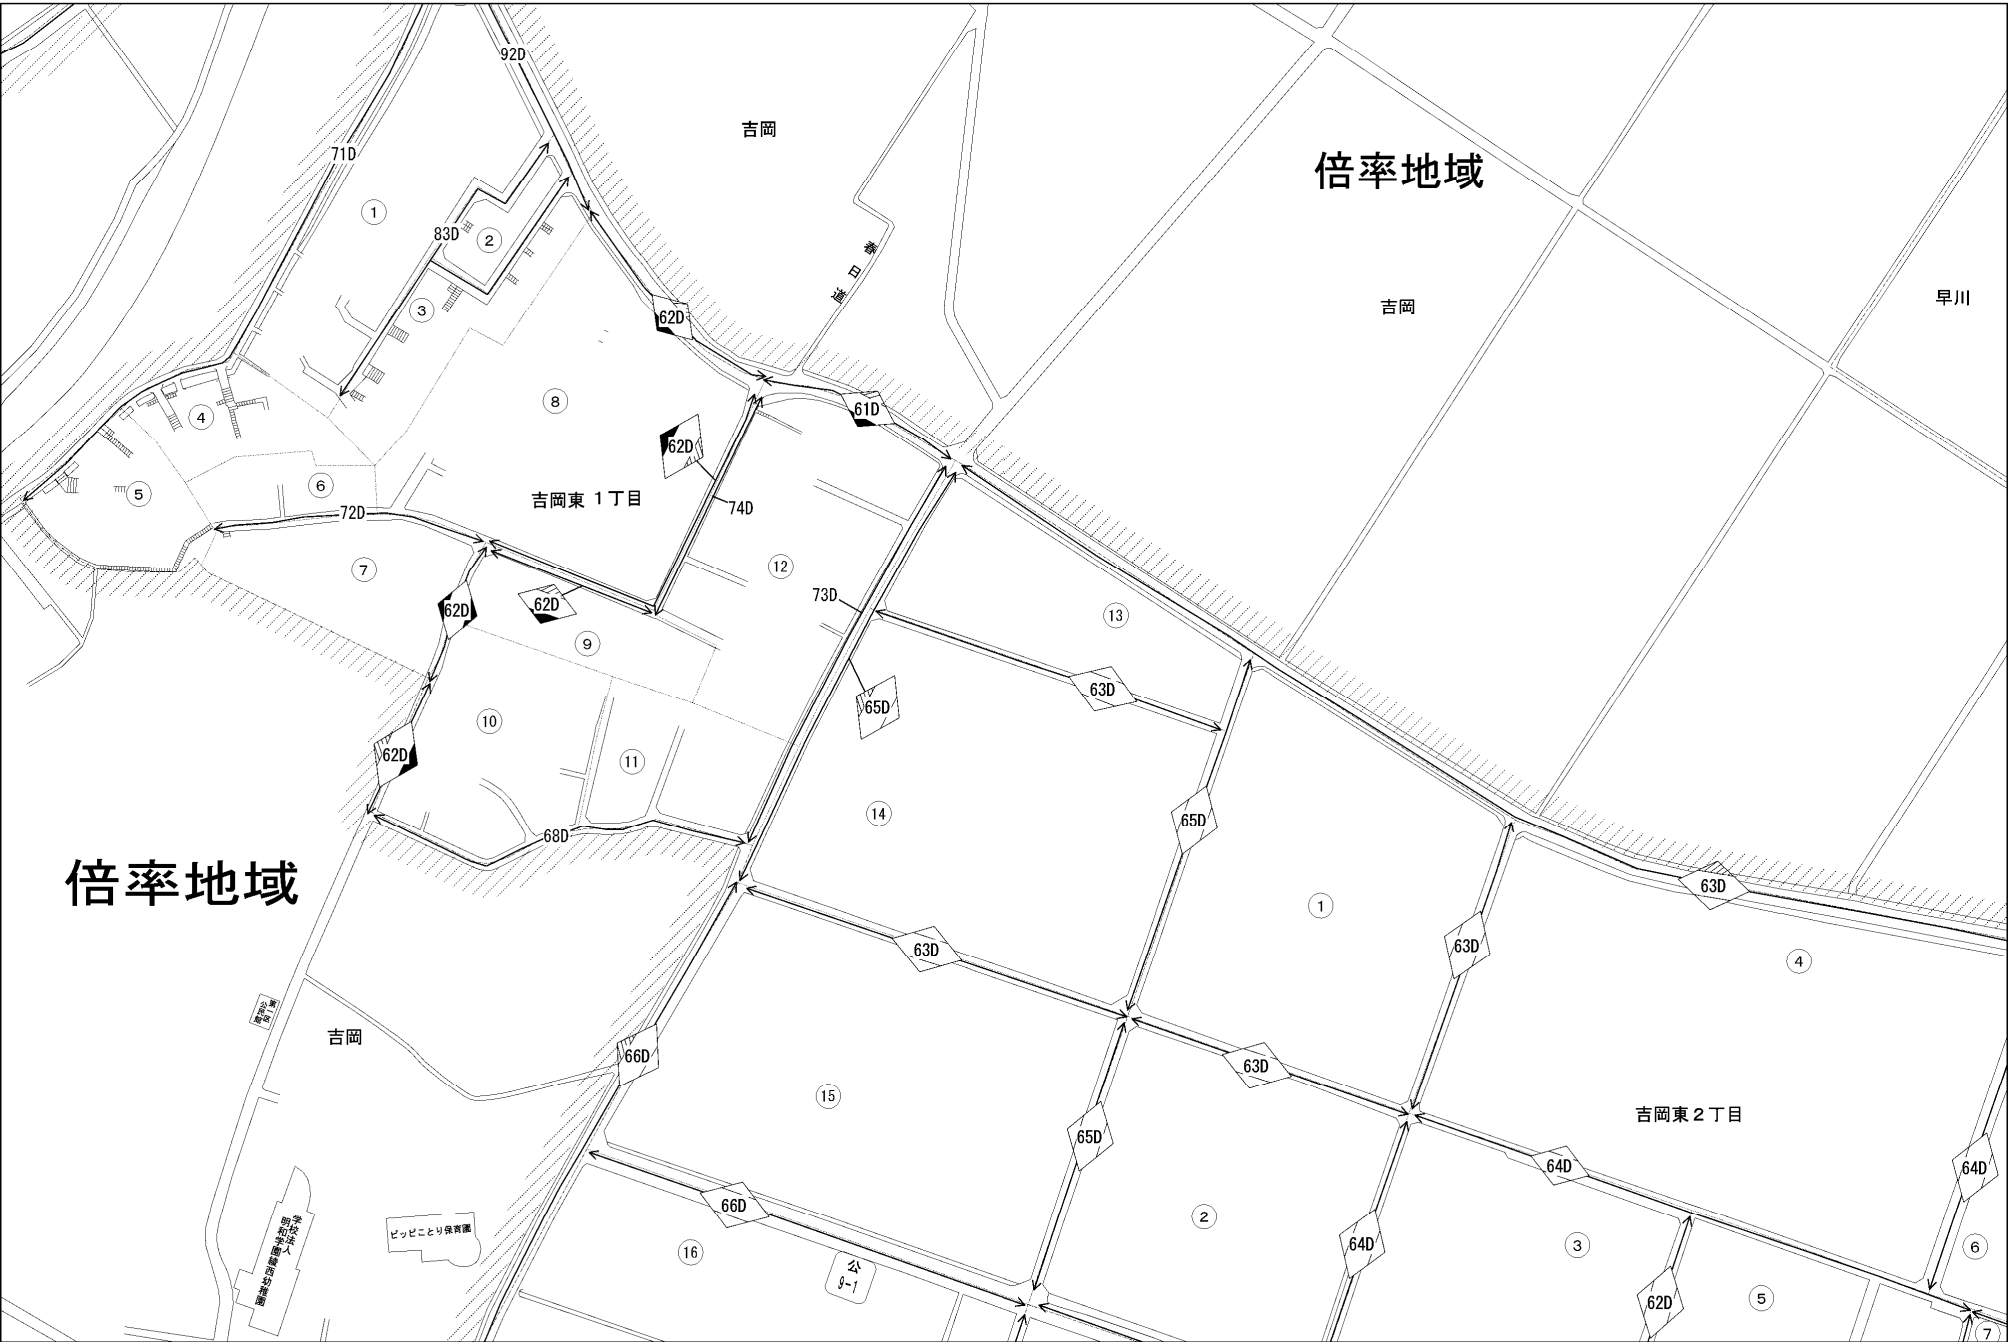 92D
吉岡
倍率地域
71D
①
83D
②
春日道
吉岡
早川
③
62D
④
⑧
61D
62D
⑤
⑥
吉岡東 1丁目
72D
74D
⑦
⑫
62D
62D
73D
⑬
⑨
63D
65D
⑩
62D
⑪
⑭
65D
68D
倍率地域
①
63D
63D
63D
④
第一区
公民館
吉岡
66D
63D
⑮
65D
吉岡東2丁目
64D
64D
66D
②
64D
③
⑥
学校法人
明和学園綾西幼稚園
ピッピことり保育園
⑯
公
9-1
62D
⑤
⑦